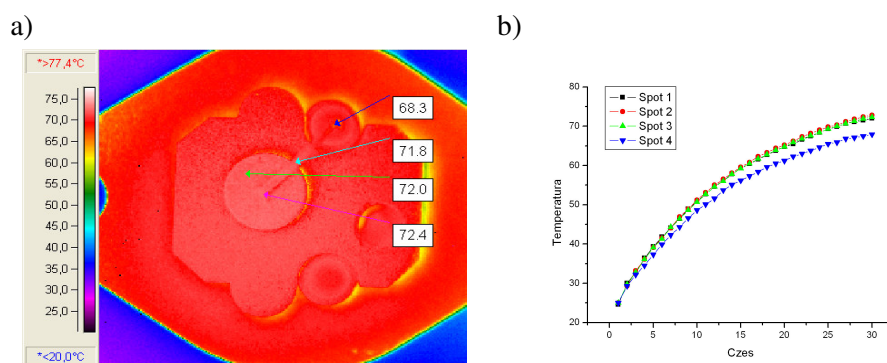 a)
b)
*>77,4°C
75,0
70,0
65,0
60,0
55,0
50,0
45,0
40,0
35,0
30,0
25,0
*<20,0°C
68.3
71.8
72.0
72.4
80
70
60
50
40
30
20
Temperatura
Spot 1
Spot 2
Spot 3
Spot 4
0 5 10 15 20 25 30
Czes